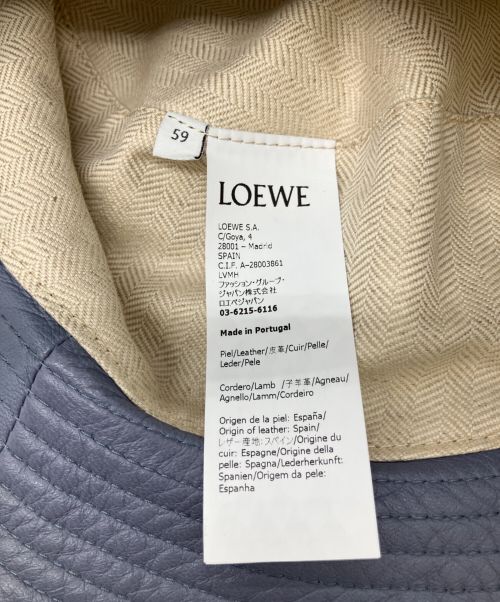 59
LOEWE
LOEWE S.A.
C/Goya, 4
28001 – Madrid
SPAIN
C.I.F. A-28003861
LVMH
ファッション・グループ・
ジャパン株式会社
ロエベジャパン
03-6215-6116
Made in Portugal
Piel/Leather/皮革/Cuir/Pelle/
Leder/Pele
Cordero/Lamb /子羊革/Agneau/
Agnello/Lamm/Cordeiro
Origen de la piel: España/
Origin of leather: Spain/
レザー産地:スペイン/Origine du
cuir: Espagne/Origine della
pelle: Spagna/Lederherkunft:
Spanien/Origem da pele:
Espanha